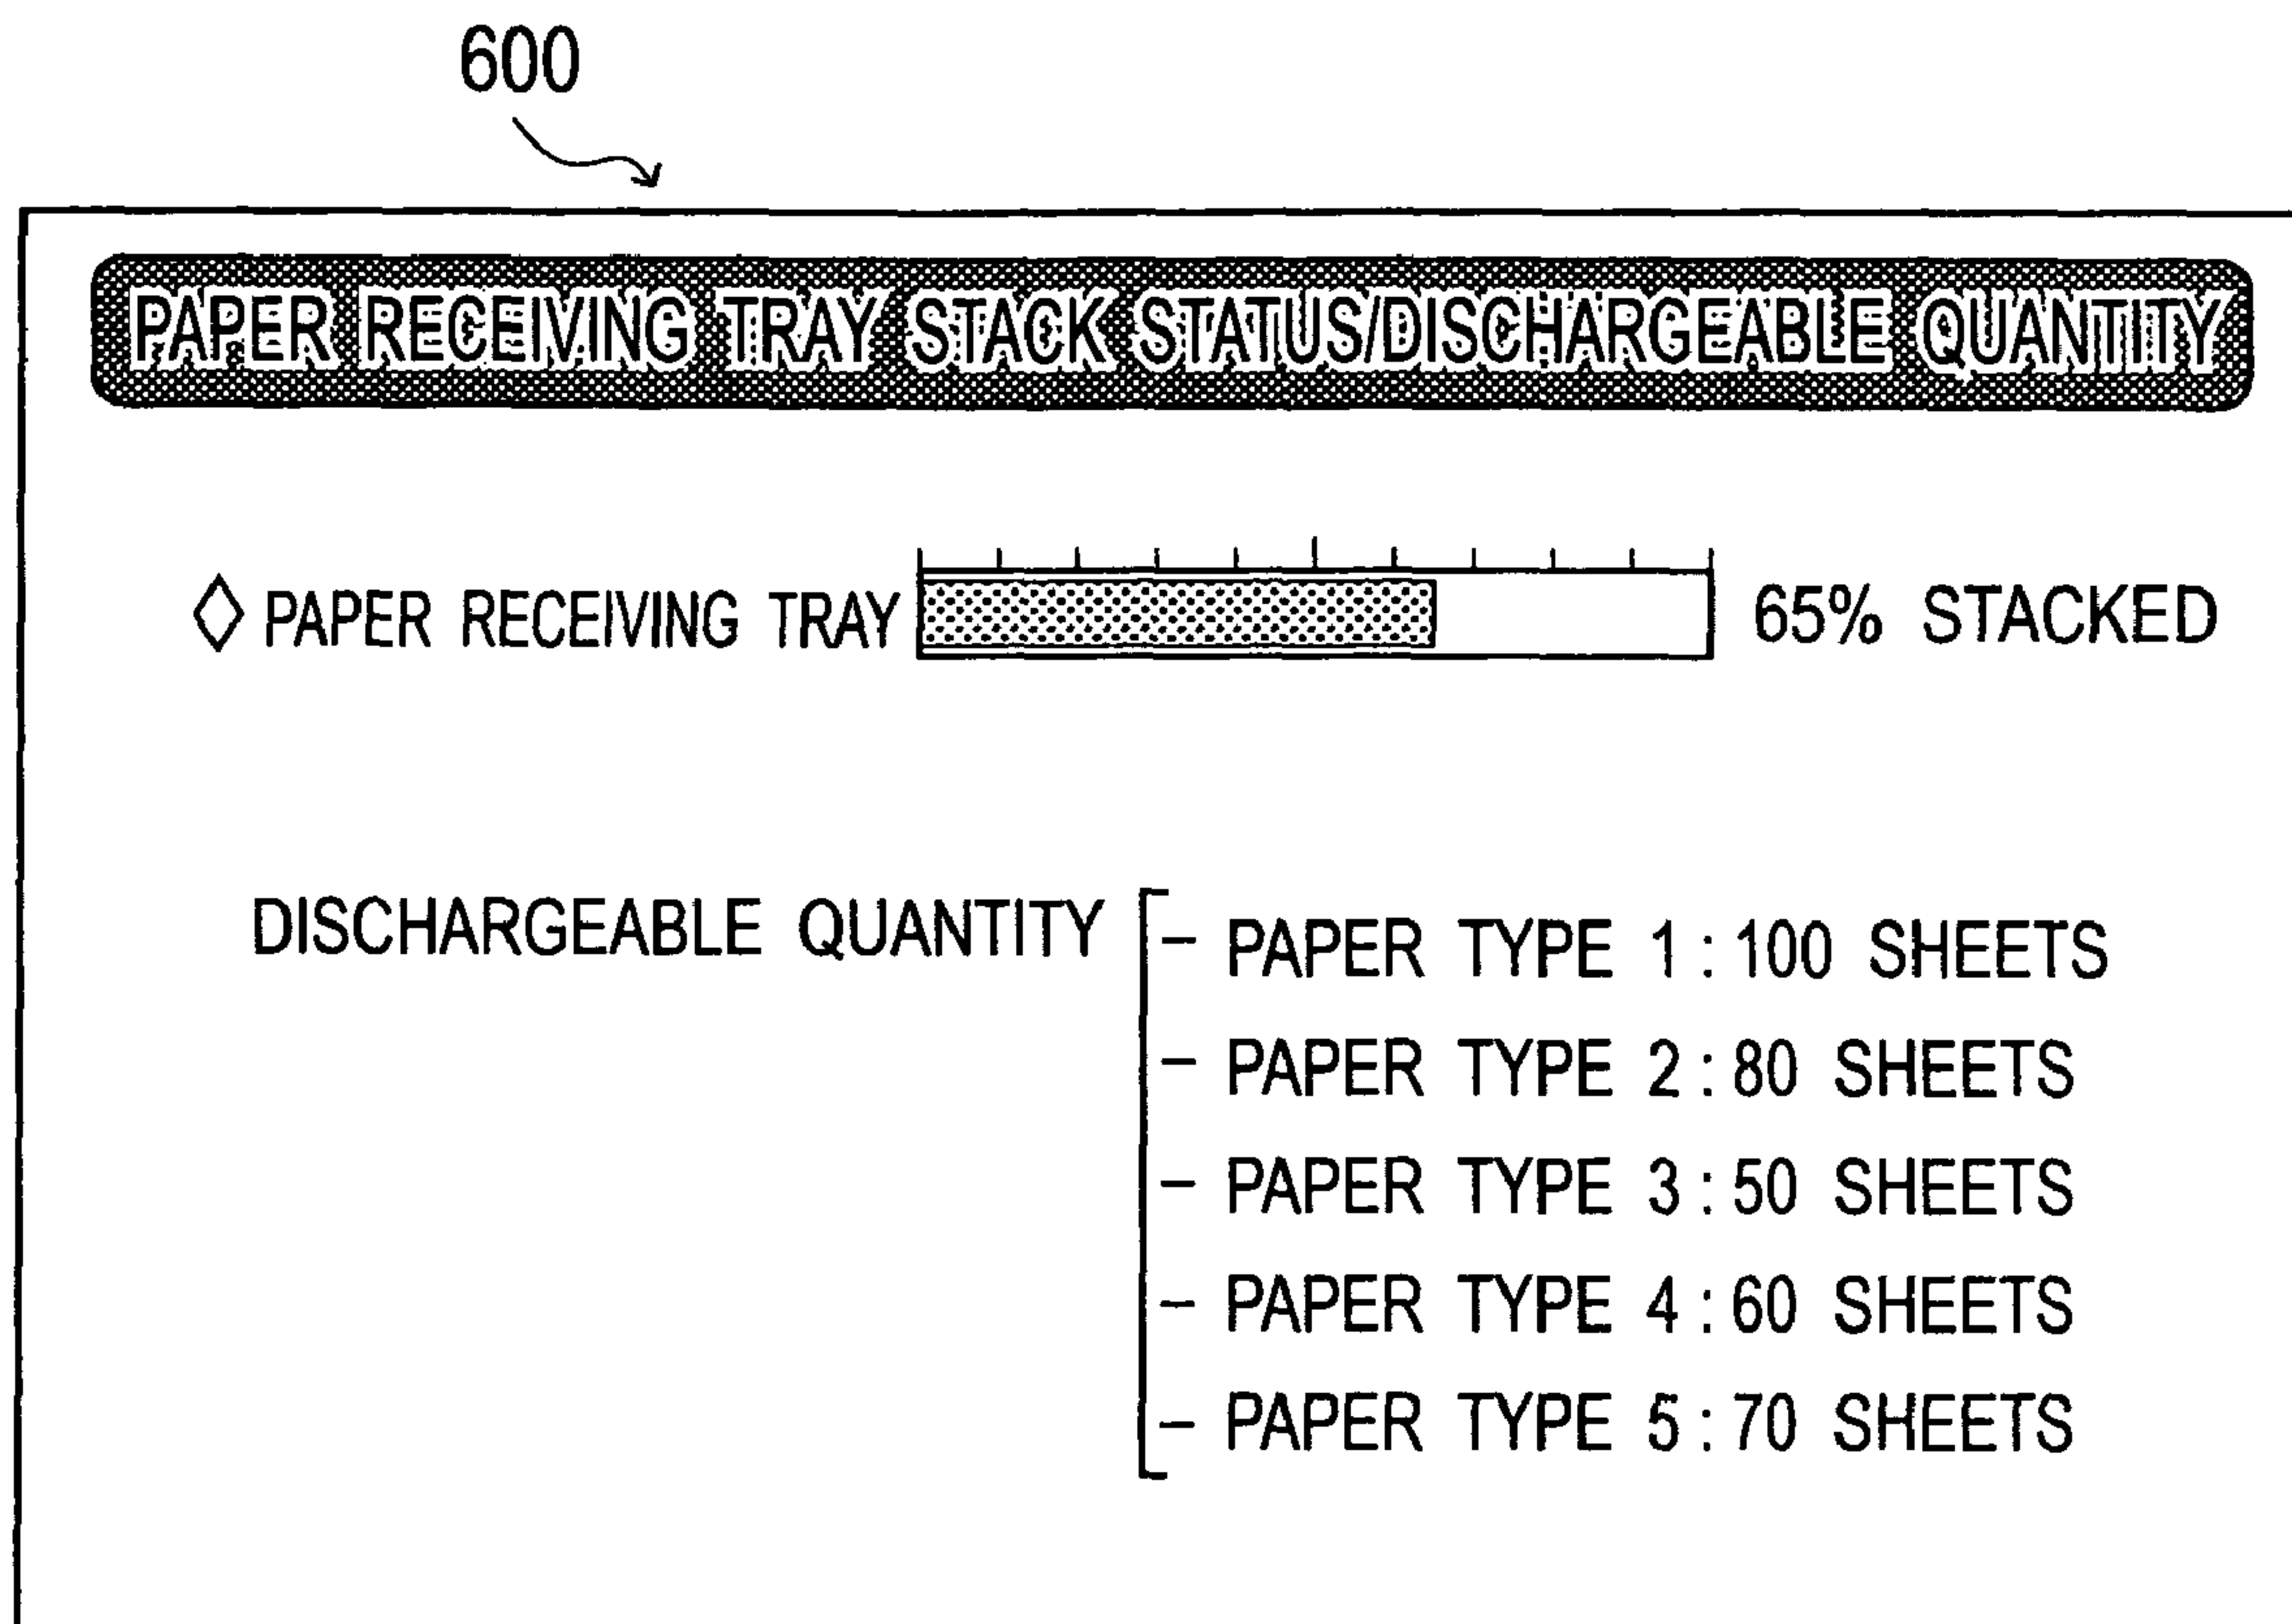 600
PAPER RECEIVING TRAY STACK STATUS/DISCHARGEABLE QUANTITY
◇ PAPER RECEIVING TRAY 65% STACKED
DISCHARGEABLE QUANTITY
- PAPER TYPE 1 : 100 SHEETS
- PAPER TYPE 2 : 80 SHEETS
- PAPER TYPE 3 : 50 SHEETS
- PAPER TYPE 4 : 60 SHEETS
- PAPER TYPE 5 : 70 SHEETS